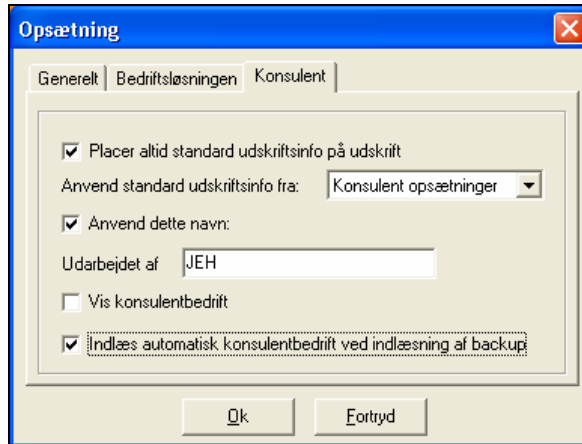 Opsætning
Generelt Bedriftsløsningen Konsulent
Placer altid standard udskriftsinfo på udskrift
Anvend standard udskriftsinfo fra: Konsulent opsætninger
Anvend dette navn:
Udarbejdet af JEH
Vis konsulentbedrift
Indlæs automatisk konsulentbedrift ved indlæsning af backup
Ok Fortryd